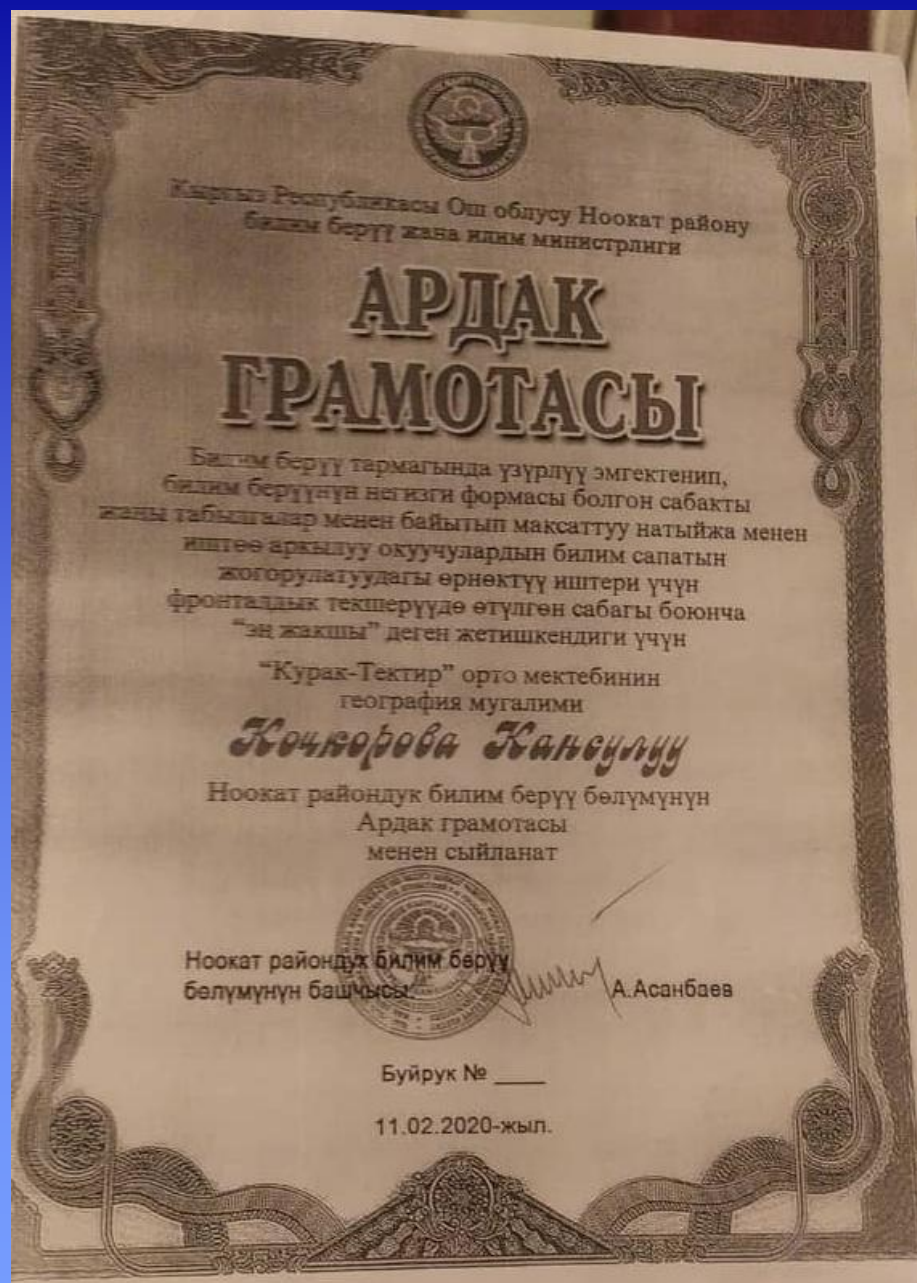 Кыргыз Республикасы Ош облусу Ноокат району
билим берүү жана илим министрлиги
АРДАК
ГРАМОТАСЫ
Билим берүү тармагында үзүрлүү эмгектенип,
билим берүүнүн негизги формасы болгон сабакты
жаны табылгалар менен байытып максаттуу натыйжа менен
иштөө аркылуу окуучулардын билим сапатын
жогорулатуудагы өрнөктүү иштери үчүн
фронталдык текшерүүдө өтүлгөн сабагы боюнча
"эң жакшы" деген жетишкендиги үчүн
"Курак-Тектир" орто мектебинин
география мугалими
Кочкорова Кансулуу
Ноокат райондук билим берүү бөлүмүнүн
Ардак грамотасы
менен сыйланат
Ноокат райондук билим берүү
бөлүмүнүн башчысы: А.Асанбаев
Буйрук № ____
11.02.2020-жыл.